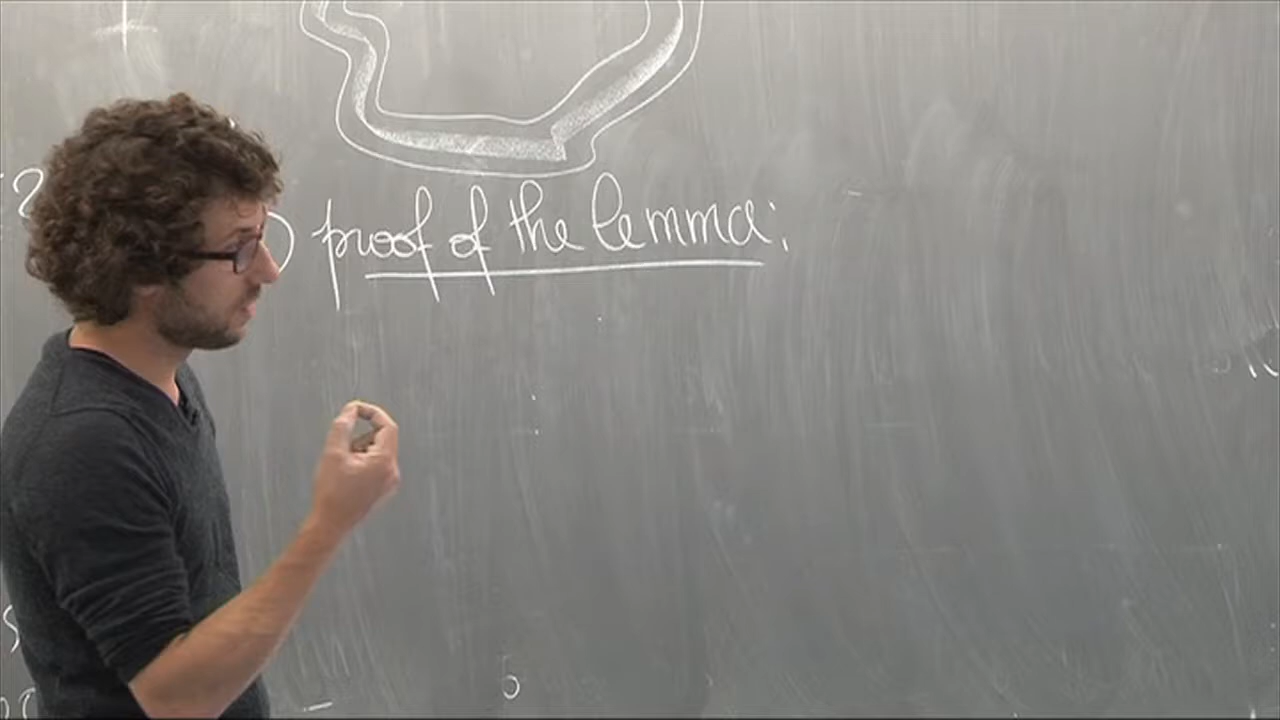 ) proof of the lemma: